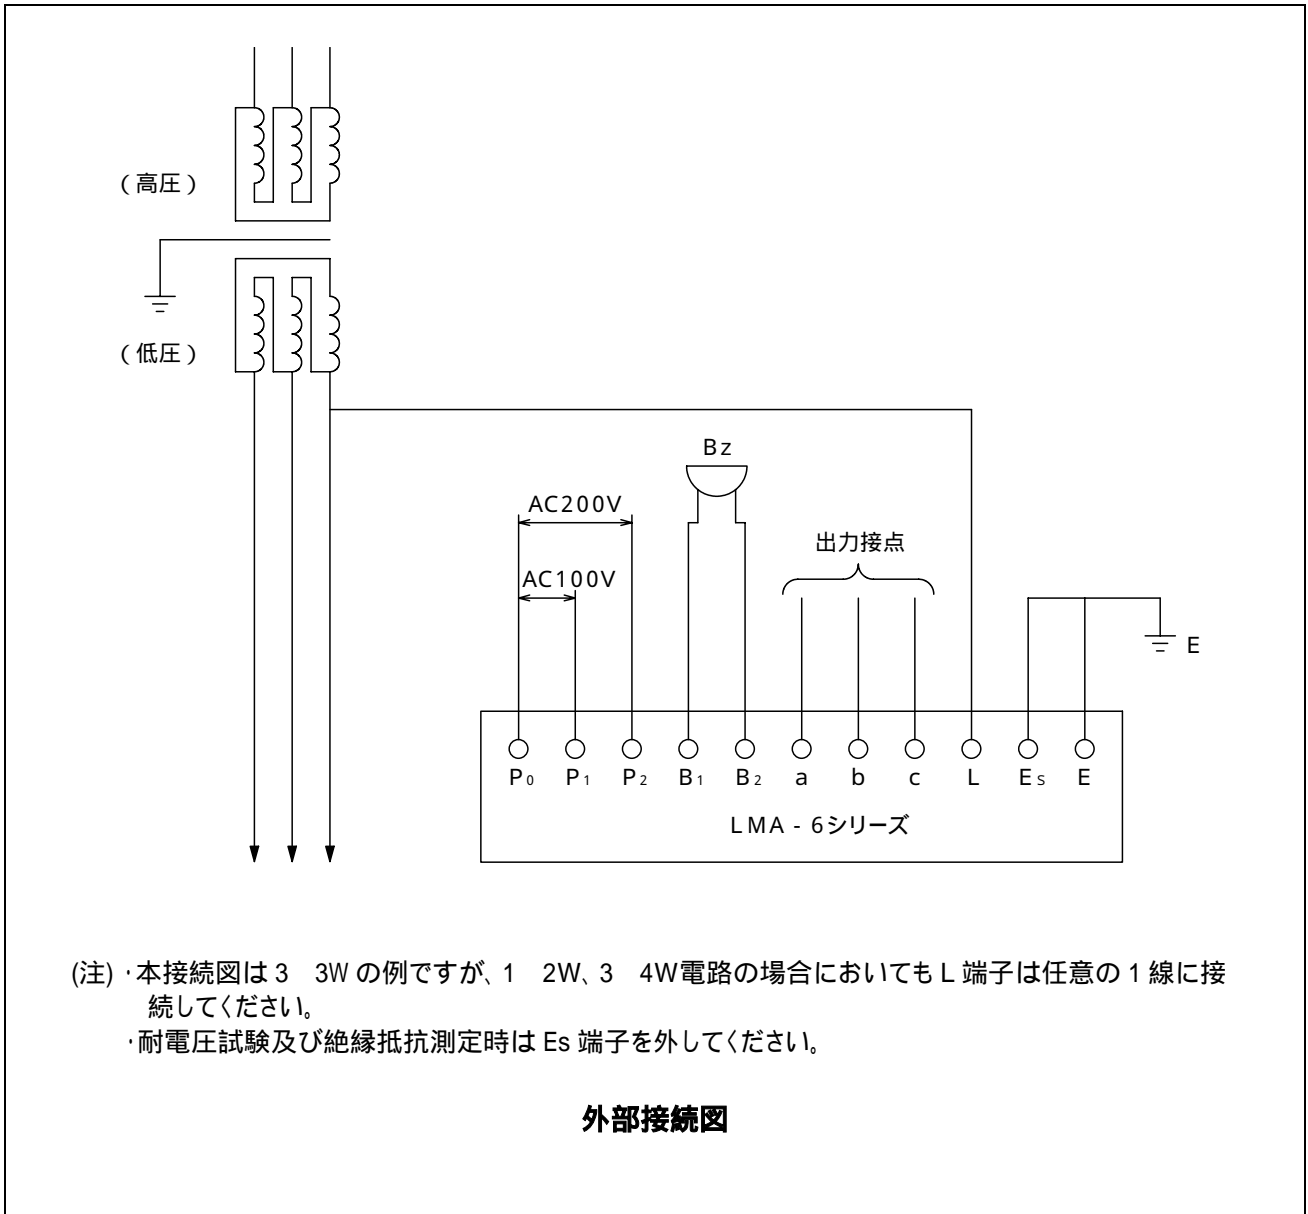 （高圧）
（低圧）
Bz
AC200V
出力接点
AC100V
E
P0 P1 P2 B1 B2 a b c L ES E
LMA - 6シリーズ
(注)・本接続図は 3　3W の例ですが、1　2W、3　4W電路の場合においても L 端子は任意の 1 線に接
続してください。
・耐電圧試験及び絶縁抵抗測定時は Es 端子を外してください。
外部接続図